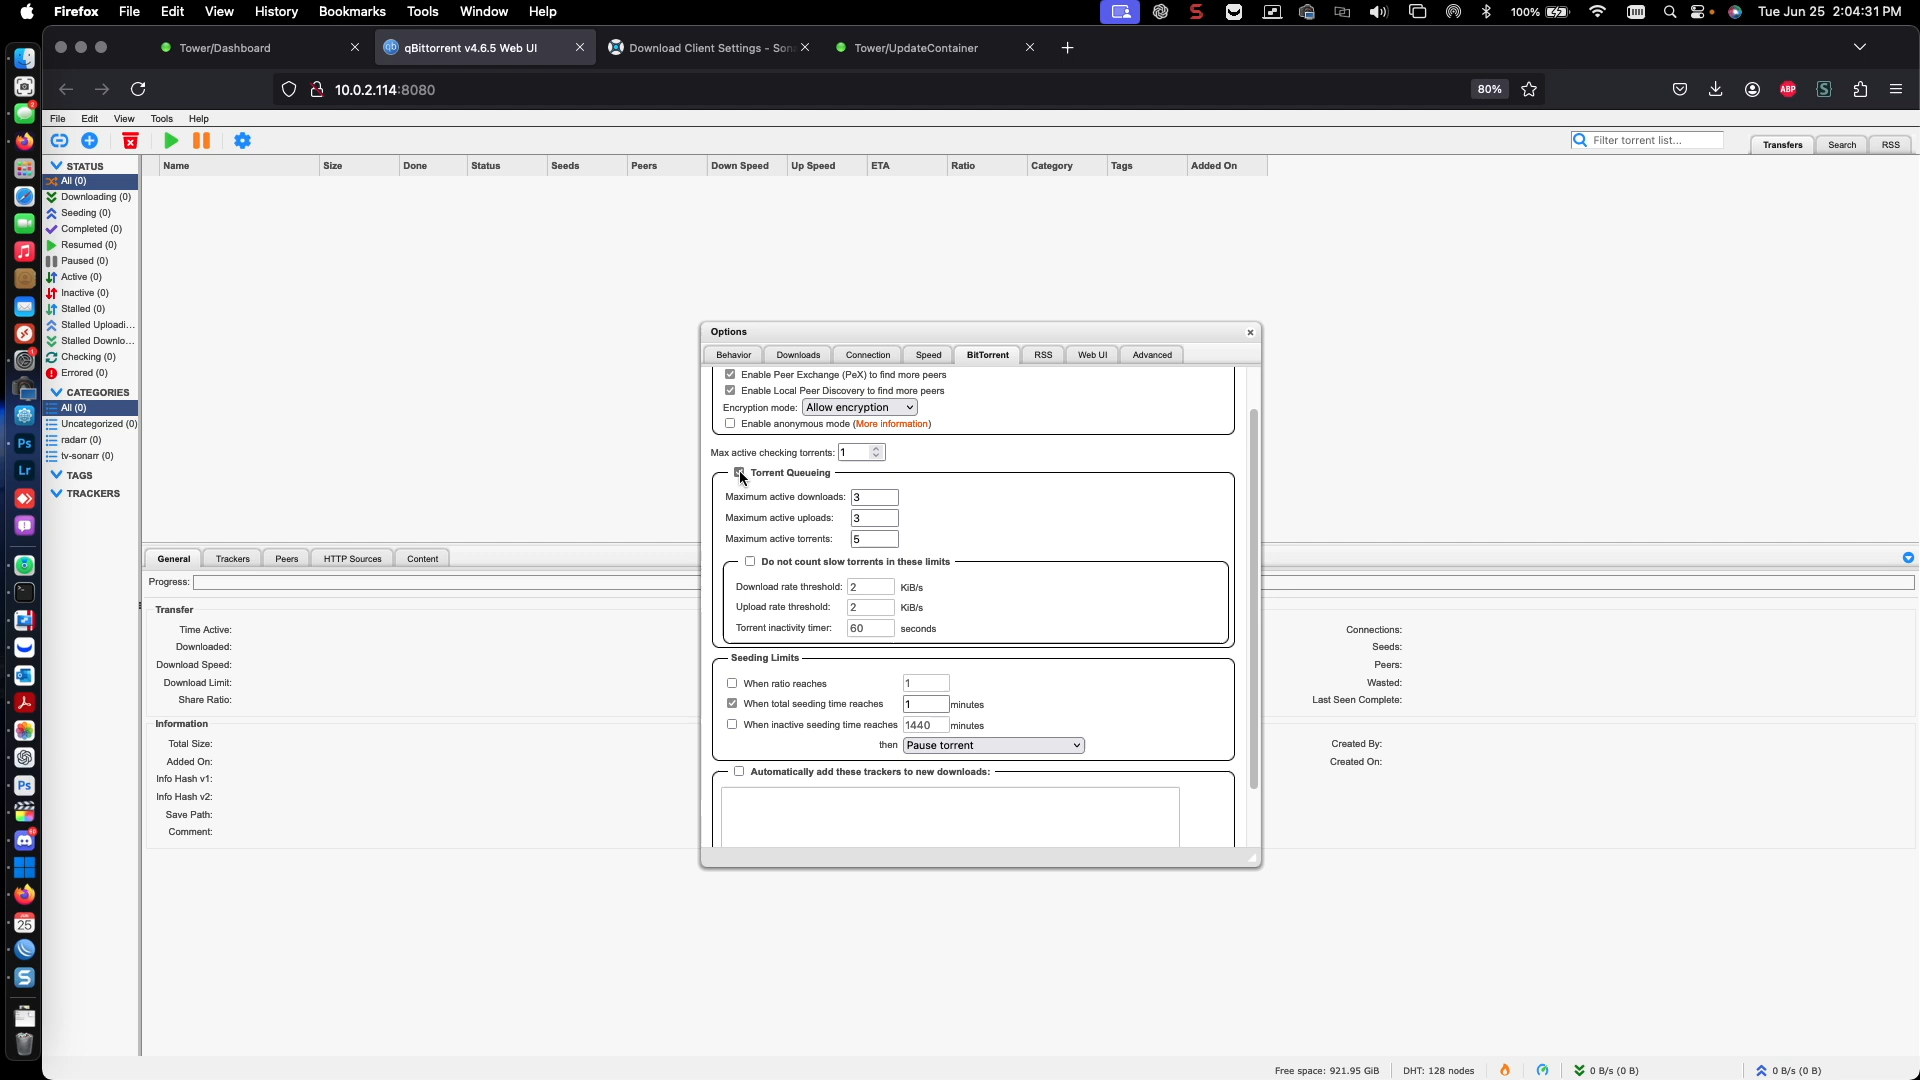 Firefox File Edit View History Bookmarks Tools Window Help 100% Tue Jun 25 2:04:31 PM
Tower/Dashboard qBittorrent v4.6.5 Web UI Download Client Settings - Son Tower/UpdateContainer
10.0.2.114:8080 80% ABP
File Edit View Tools Help
Filter torrent list... Transfers Search RSS
STATUS Name Size Done Status Seeds Peers Down Speed Up Speed ETA Ratio Category Tags Added On
All (0)
Downloading (0)
Seeding (0)
Completed (0)
Resumed (0)
Paused (0)
Active (0)
Inactive (0)
Stalled (0)
Stalled Uploadi...
Stalled Downlo...
Checking (0)
Errored (0)
CATEGORIES
All (0)
Uncategorized (0)
radarr (0)
tv-sonarr (0)
TAGS
TRACKERS
Options
Behavior Downloads Connection Speed BitTorrent RSS Web UI Advanced
Enable Peer Exchange (PeX) to find more peers
Enable Local Peer Discovery to find more peers
Encryption mode: Allow encryption
Enable anonymous mode (More information)
Max active checking torrents: 1
Torrent Queueing
Maximum active downloads: 3
Maximum active uploads: 3
Maximum active torrents: 5
Do not count slow torrents in these limits
Download rate threshold: 2 KiB/s
Upload rate threshold: 2 KiB/s
Torrent inactivity timer: 60 seconds
Seeding Limits
When ratio reaches 1
When total seeding time reaches 1 minutes
When inactive seeding time reaches 1440 minutes
then Pause torrent
Automatically add these trackers to new downloads:
General Trackers Peers HTTP Sources Content
Progress:
Transfer
Time Active: Connections:
Downloaded: Seeds:
Download Speed: Peers:
Download Limit: Wasted:
Share Ratio: Last Seen Complete:
Information
Total Size: Created By:
Added On: Created On:
Info Hash v1:
Info Hash v2:
Save Path:
Comment:
Free space: 921.95 GiB DHT: 128 nodes 0 B/s (0 B) 0 B/s (0 B)
Ps
Lr
Ps
25